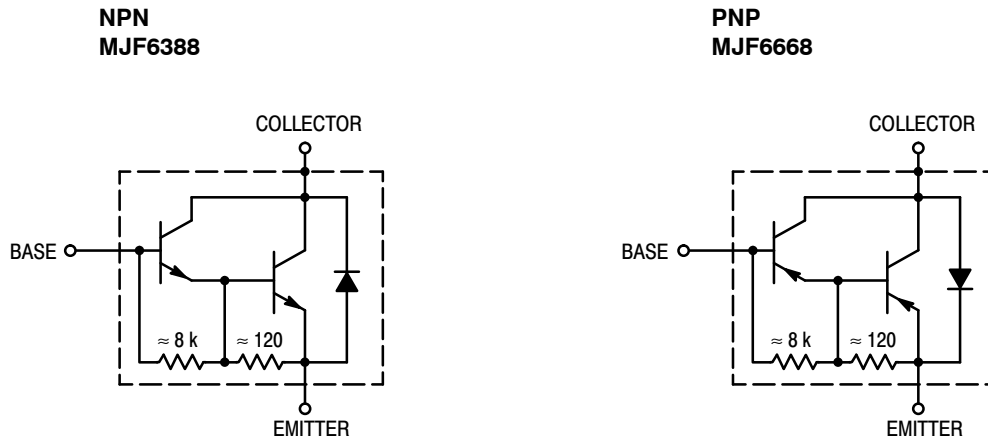 NPN
MJF6388
COLLECTOR
BASE
≈ 8 k
≈ 120
EMITTER
PNP
MJF6668
COLLECTOR
BASE
≈ 8 k
≈ 120
EMITTER